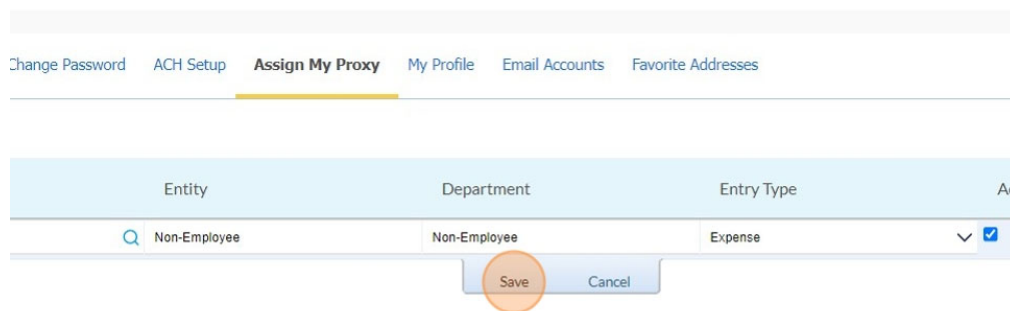 Change Password ACH Setup Assign My Proxy My Profile Email Accounts Favorite Addresses
Entity Department Entry Type
Non-Employee Non-Employee Expense
Save Cancel